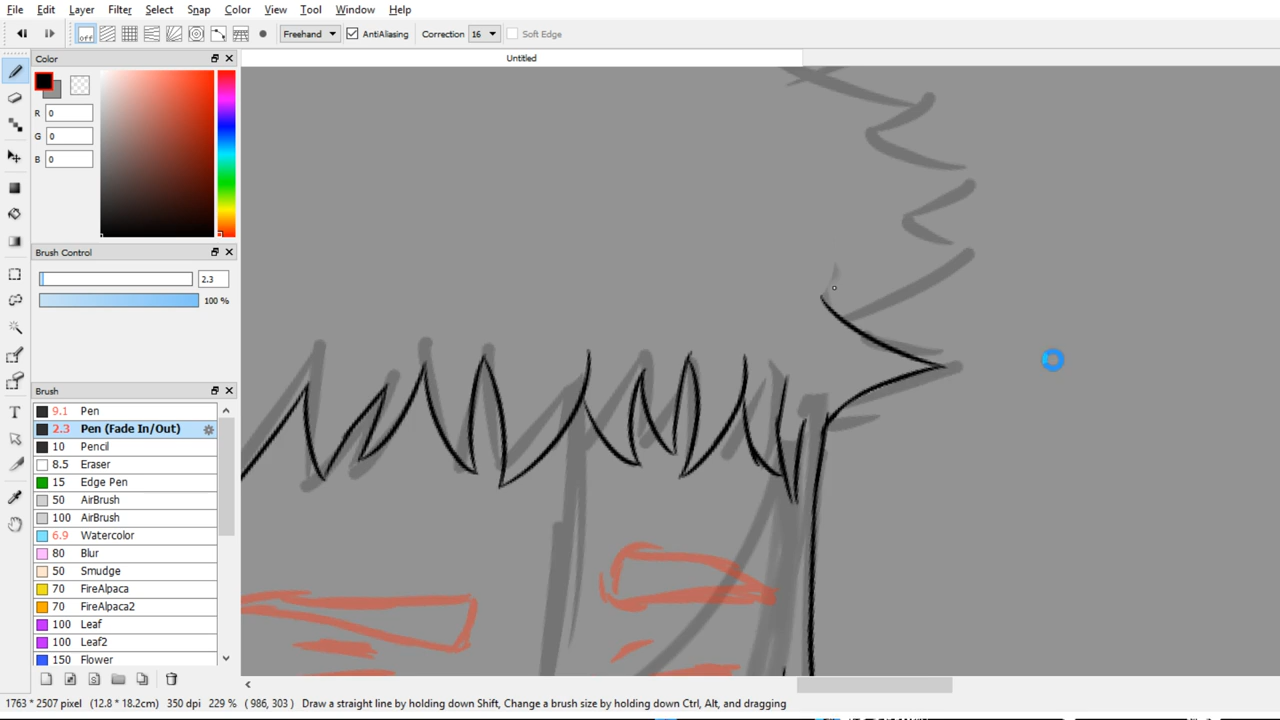 File Edit Layer Filter Select Snap Color View Tool Window Help
off Freehand AntiAliasing Correction 16 Soft Edge
Color
Untitled
R 0
G 0
B 0
Brush Control
2.3
100 %
Brush
9.1 Pen
2.3 Pen (Fade In/Out)
10 Pencil
8.5 Eraser
15 Edge Pen
50 AirBrush
100 AirBrush
6.9 Watercolor
80 Blur
50 Smudge
70 FireAlpaca
70 FireAlpaca2
100 Leaf
100 Leaf2
150 Flower
1763 * 2507 pixel (12.8 * 18.2cm) 350 dpi 229 % ( 986, 303 ) Draw a straight line by holding down Shift, Change a brush size by holding down Ctrl, Alt, and dragging